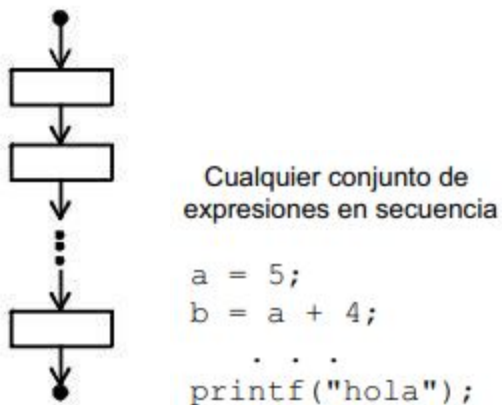 Cualquier conjunto de
expresiones en secuencia
a = 5;
b = a + 4;
. . .
printf("hola");